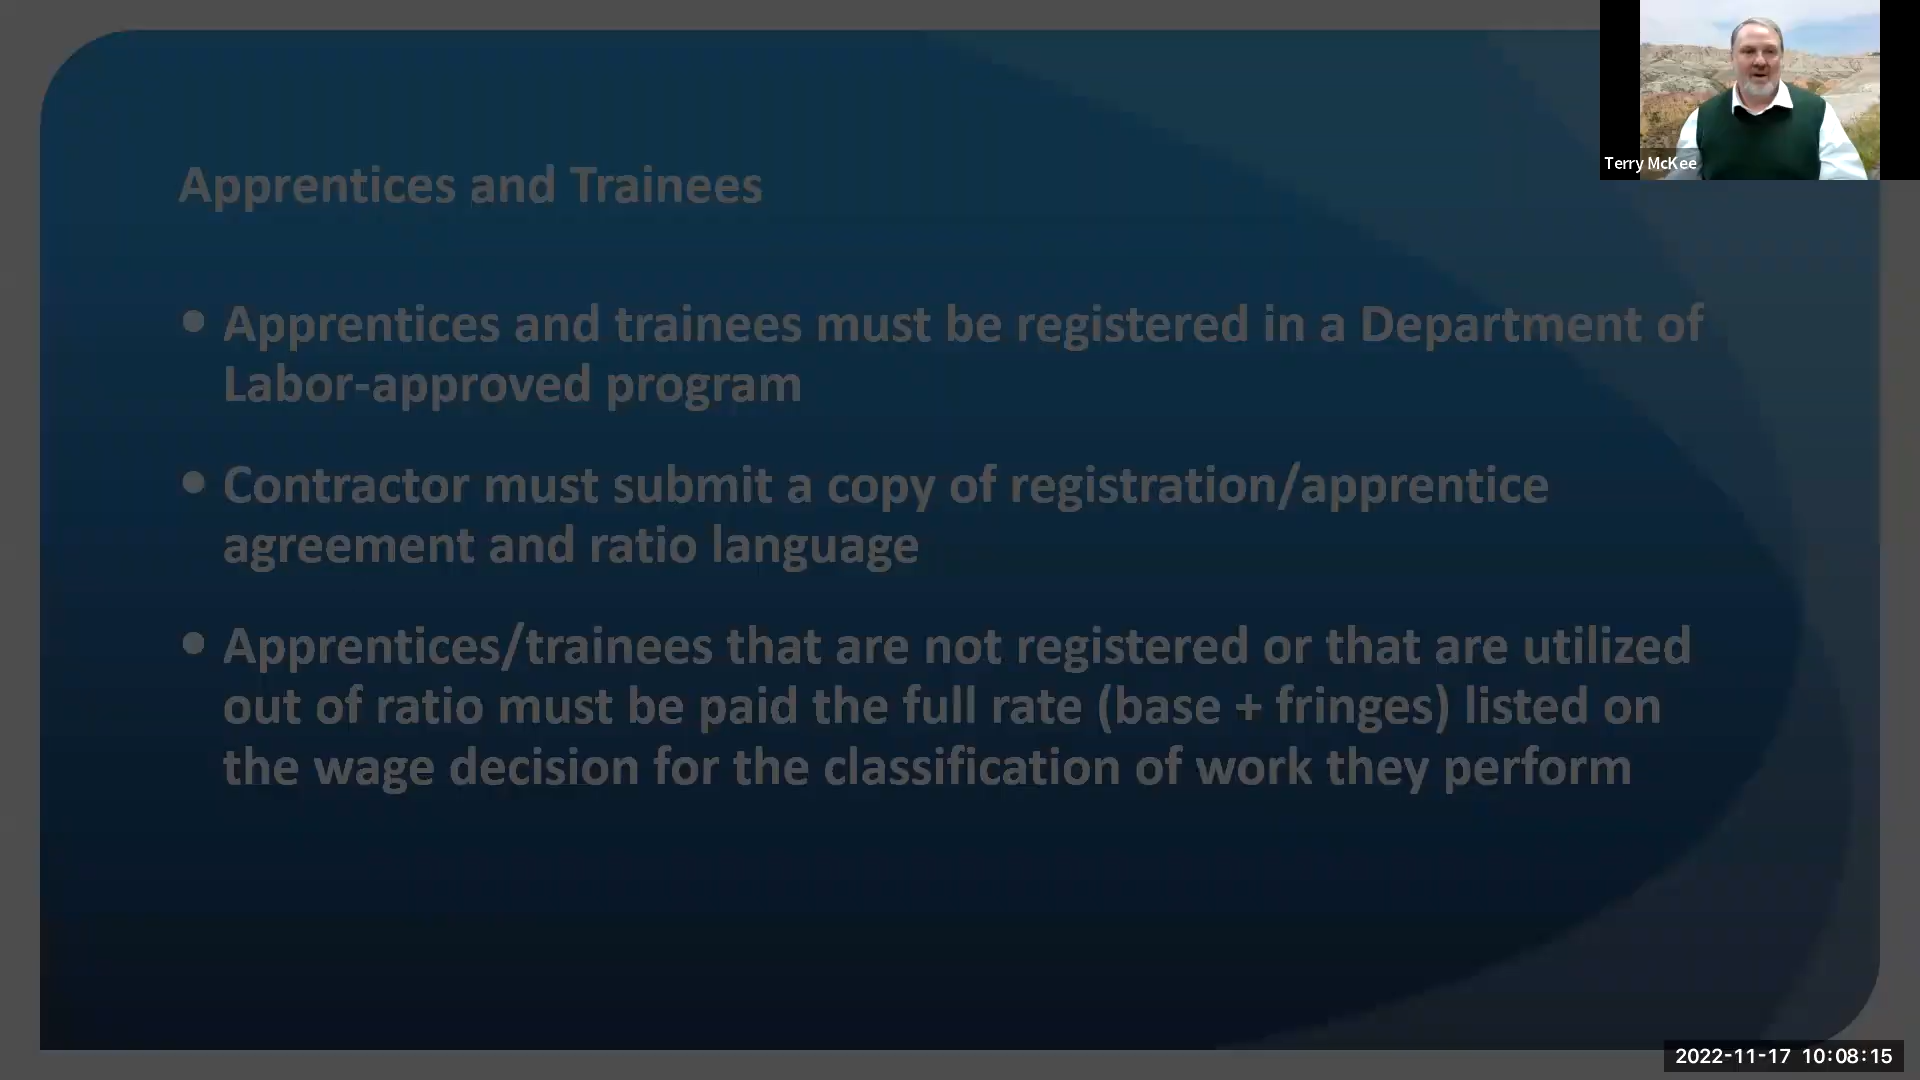 Terry McKee
Apprentices and Trainees
• Apprentices and trainees must be registered in a Department of
Labor-approved program
• Contractor must submit a copy of registration/apprentice
agreement and ratio language
• Apprentices/trainees that are not registered or that are utilized
out of ratio must be paid the full rate (base + fringes) listed on
the wage decision for the classification of work they perform
2022-11-17 10:08:15